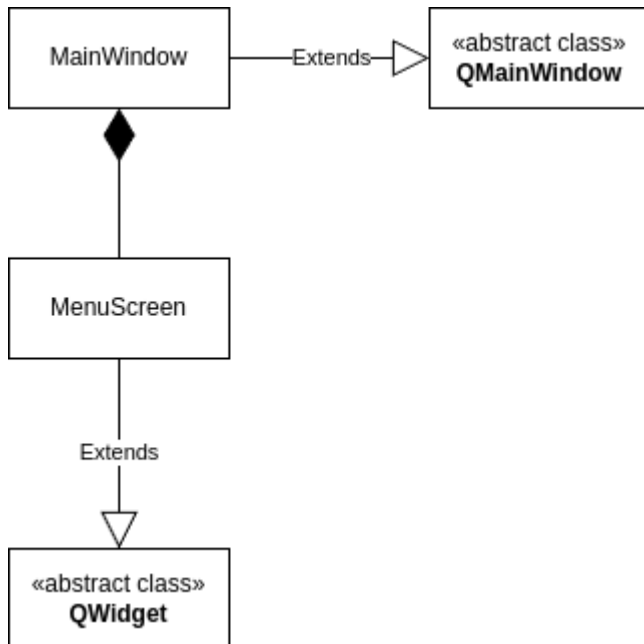 MainWindow
Extends
«abstract class»
QMainWindow
MenuScreen
Extends
«abstract class»
QWidget